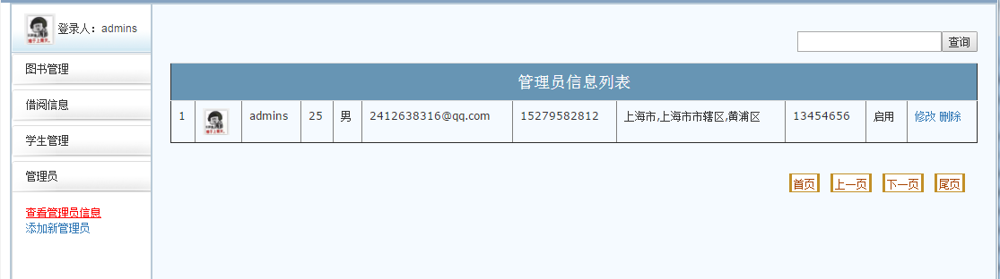 登录人：admins
图书管理
借阅信息
学生管理
管理员
查看管理员信息
添加新管理员
查询
管理员信息列表
1 admins 25 男 2412638316@qq.com 15279582812 上海市,上海市市辖区,黄浦区 13454656 启用 修改 删除
首页 上一页 下一页 尾页